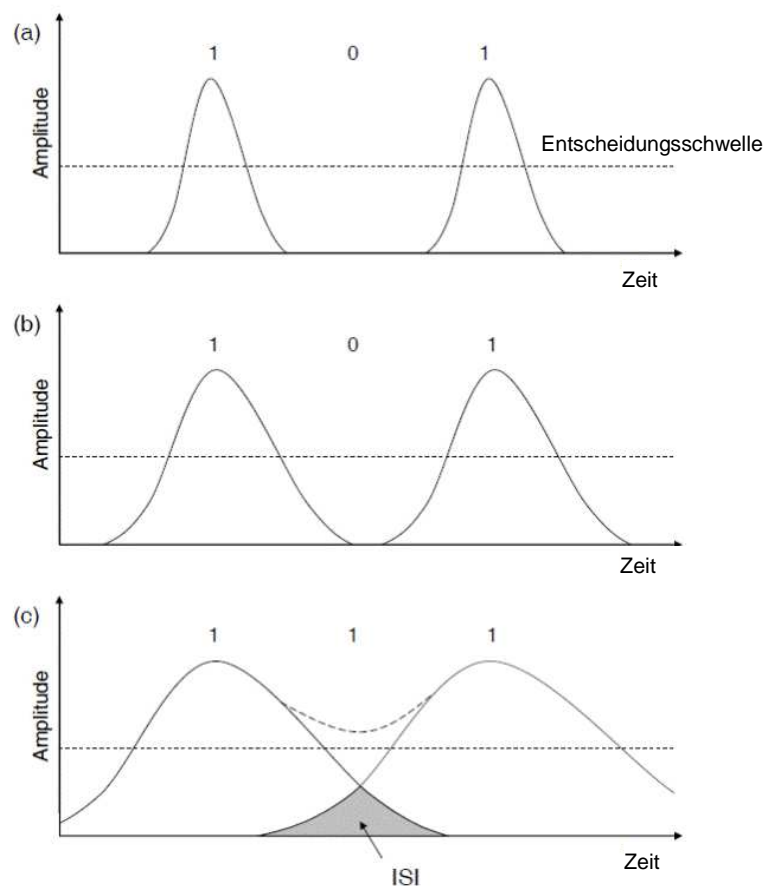 (a)
1 0 1
Amplitude
Entscheidungsschwelle
Zeit
(b)
1 0 1
Amplitude
Zeit
(c)
1 1 1
Amplitude
Zeit
ISI